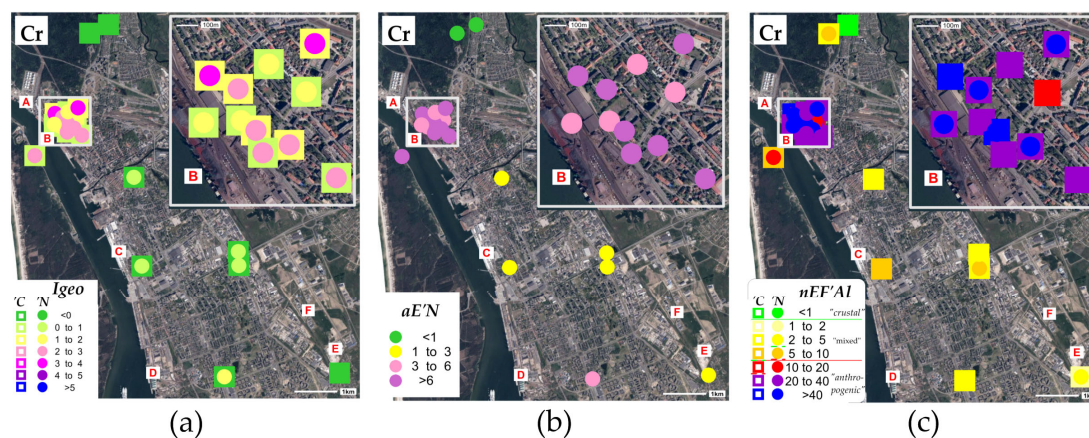 Cr
100m
A
B
B
C
D
E
F
Igeo
'C 'N
<0
0 to 1
1 to 2
2 to 3
3 to 4
4 to 5
>5
1km
(a)
Cr
100m
A
B
B
C
D
E
F
aE'N
<1
1 to 3
3 to 6
>6
1km
(b)
Cr
100m
A
B
B
C
D
E
F
nEF'Al
'C 'N
<1 "crustal"
1 to 2
2 to 5 "mixed"
5 to 10
10 to 20
20 to 40 "anthro-
>40 pogenic"
1km
(c)